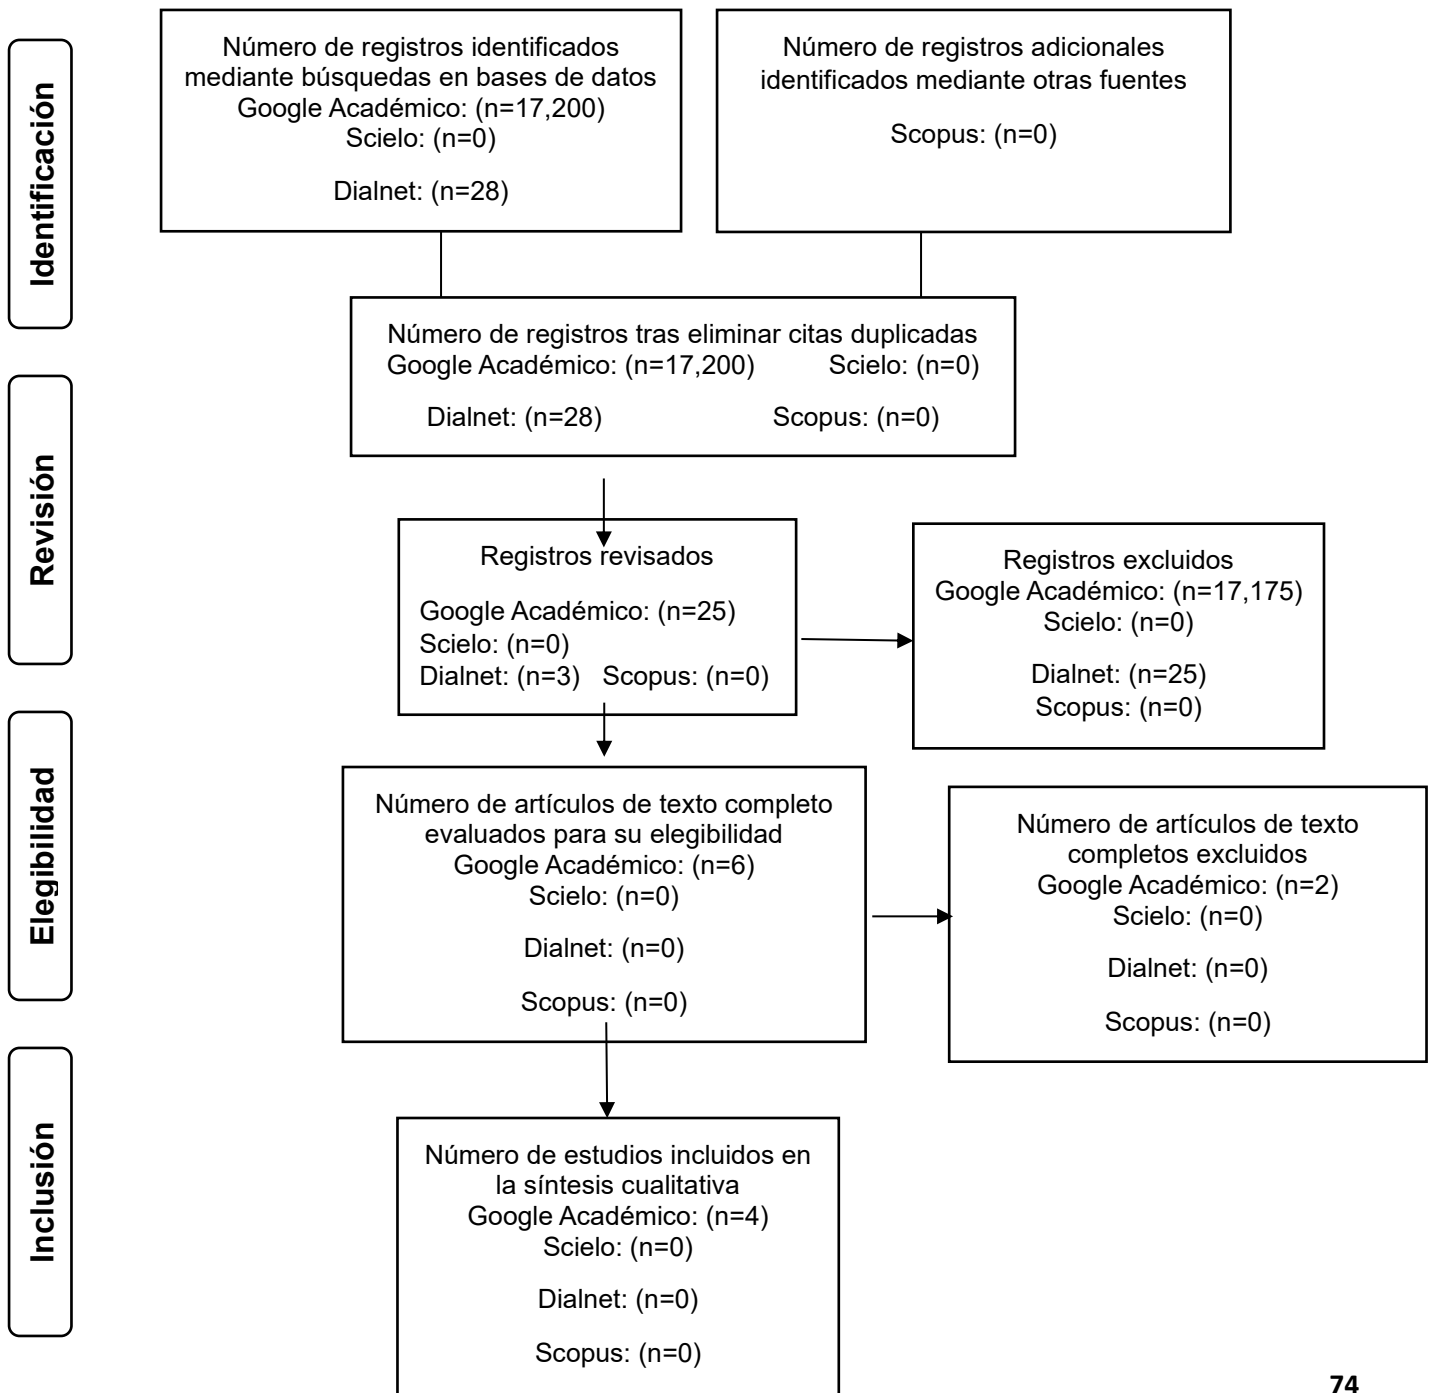 Identificación
Número de registros identificados
mediante búsquedas en bases de datos
Google Académico: (n=17,200)
Scielo: (n=0)
Dialnet: (n=28)
Número de registros adicionales
identificados mediante otras fuentes
Scopus: (n=0)
Número de registros tras eliminar citas duplicadas
Google Académico: (n=17,200) Scielo: (n=0)
Dialnet: (n=28) Scopus: (n=0)
Revisión
Registros revisados
Google Académico: (n=25)
Scielo: (n=0)
Dialnet: (n=3) Scopus: (n=0)
Registros excluidos
Google Académico: (n=17,175)
Scielo: (n=0)
Dialnet: (n=25)
Scopus: (n=0)
Elegibilidad
Número de artículos de texto completo
evaluados para su elegibilidad
Google Académico: (n=6)
Scielo: (n=0)
Dialnet: (n=0)
Scopus: (n=0)
Número de artículos de texto
completos excluidos
Google Académico: (n=2)
Scielo: (n=0)
Dialnet: (n=0)
Scopus: (n=0)
Inclusión
Número de estudios incluidos en
la síntesis cualitativa
Google Académico: (n=4)
Scielo: (n=0)
Dialnet: (n=0)
Scopus: (n=0)
74